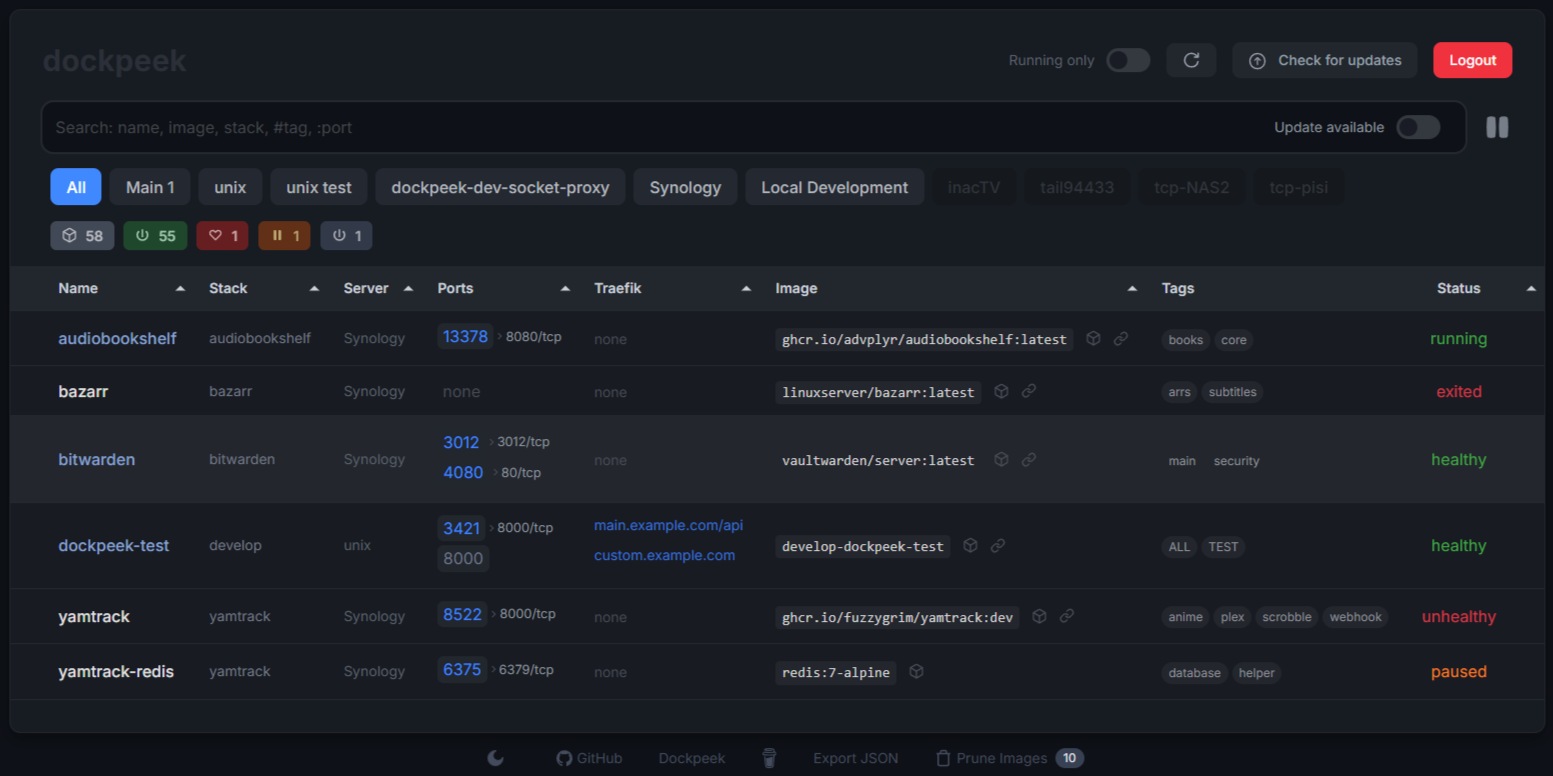 dockpeek
Running only
Check for updates
Logout
Search: name, image, stack, #tag, :port
Update available
All Main 1 unix unix test dockpeek-dev-socket-proxy Synology Local Development inacTV tail94433 tcp-NAS2 tcp-pisi
58 55 1 1 1
Name Stack Server Ports Traefik Image Tags Status
audiobookshelf audiobookshelf Synology 13378 › 8080/tcp none ghcr.io/advplyr/audiobookshelf:latest books core running
bazarr bazarr Synology none none linuxserver/bazarr:latest arrs subtitles exited
bitwarden bitwarden Synology 3012 › 3012/tcp none vaultwarden/server:latest main security healthy
4080 › 80/tcp
dockpeek-test develop unix 3421 › 8000/tcp main.example.com/api develop-dockpeek-test ALL TEST healthy
8000 custom.example.com
yamtrack yamtrack Synology 8522 › 8000/tcp none ghcr.io/fuzzygrim/yamtrack:dev anime plex scrobble webhook unhealthy
yamtrack-redis yamtrack Synology 6375 › 6379/tcp none redis:7-alpine database helper paused
GitHub Dockpeek Export JSON Prune Images 10